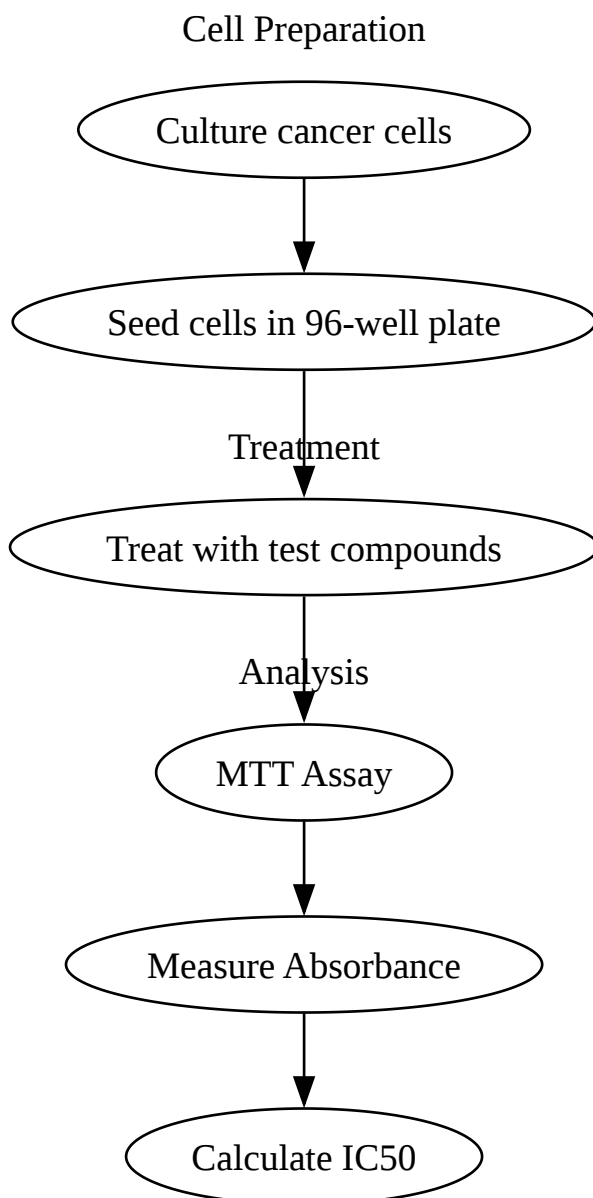 Cell Preparation
Culture cancer cells
Seed cells in 96-well plate
Treatment
Treat with test compounds
Analysis
MTT Assay
Measure Absorbance
Calculate IC50